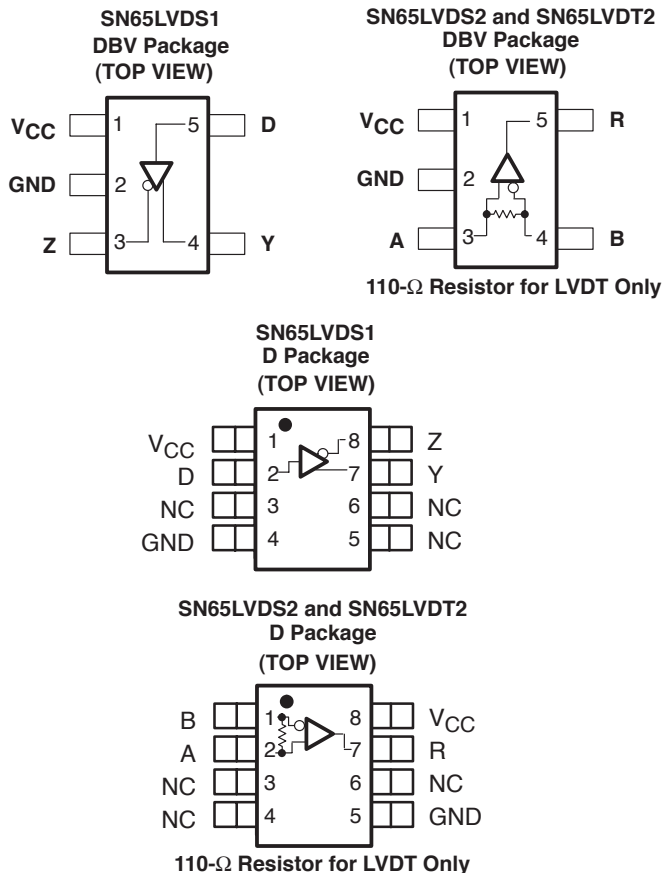 SN65LVDS1
DBV Package
(TOP VIEW)
VCC 1 5 D
GND 2
Z 3 4 Y
SN65LVDS2 and SN65LVDT2
DBV Package
(TOP VIEW)
VCC 1 5 R
GND 2
A 3 4 B
110-Ω Resistor for LVDT Only
SN65LVDS1
D Package
(TOP VIEW)
VCC 1 8 Z
D 2 7 Y
NC 3 6 NC
GND 4 5 NC
SN65LVDS2 and SN65LVDT2
D Package
(TOP VIEW)
B 1 8 VCC
A 2 7 R
NC 3 6 NC
NC 4 5 GND
110-Ω Resistor for LVDT Only